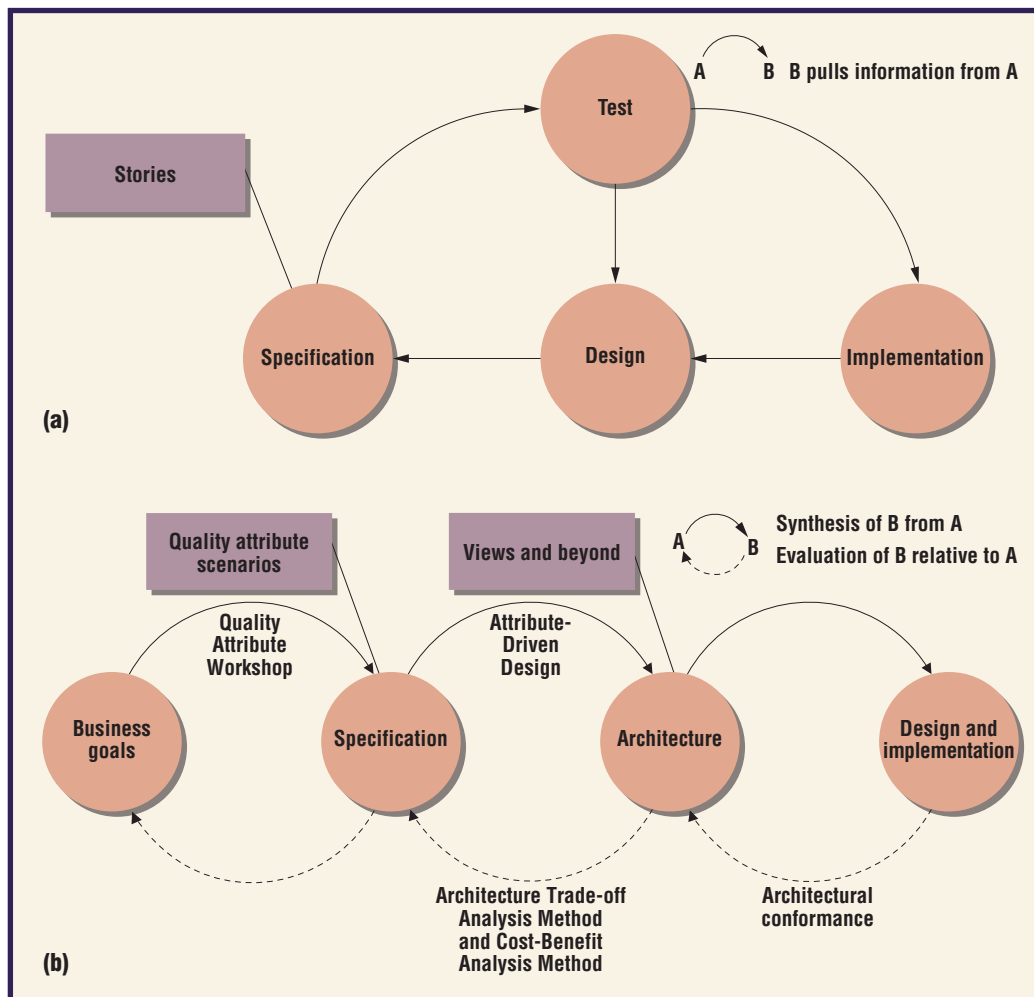 Test
A B B pulls information from A
Stories
Specification
Design
Implementation
(a)
Quality attribute
scenarios
Views and beyond
A B
Synthesis of B from A
Evaluation of B relative to A
Quality
Attribute
Workshop
Attribute-
Driven
Design
Business
goals
Specification
Architecture
Design and
implementation
Architecture Trade-off
Analysis Method
and Cost-Benefit
Analysis Method
Architectural
conformance
(b)